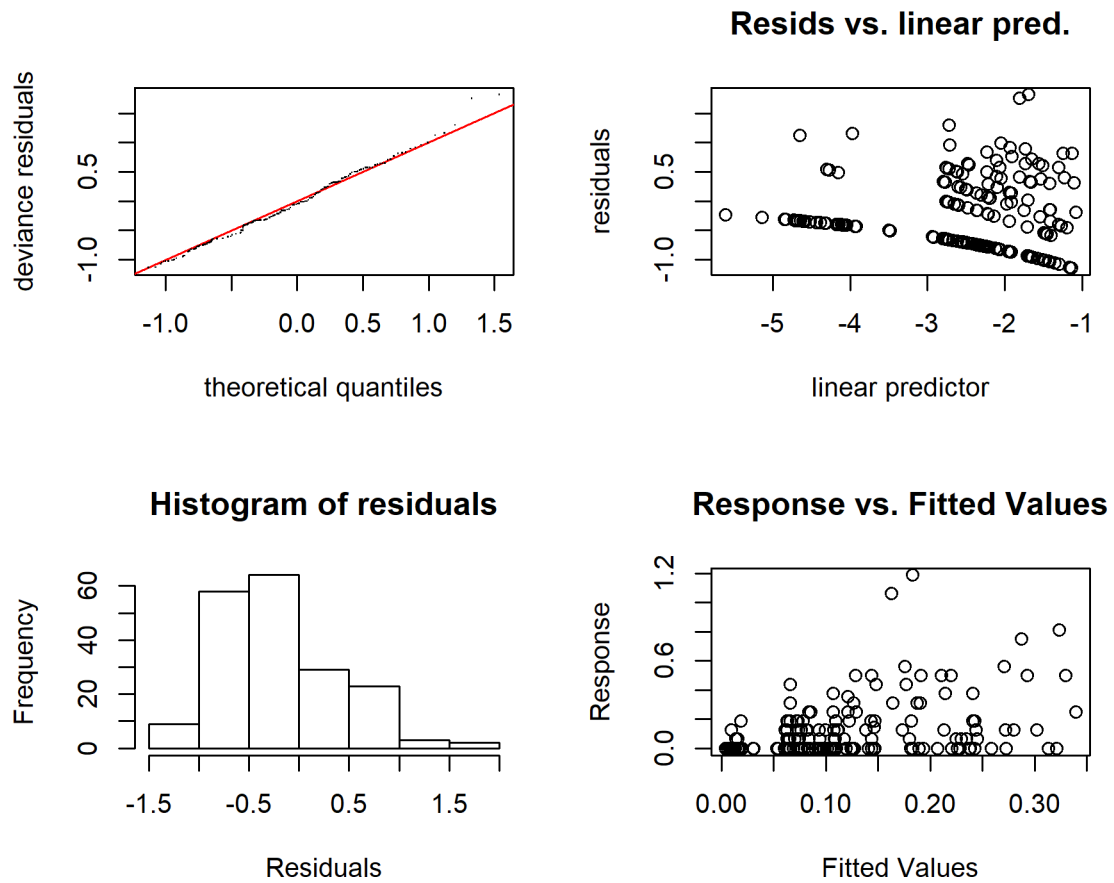 deviance residuals
0.5
-1.0
-1.0 0.0 0.5 1.0 1.5
theoretical quantiles
Resids vs. linear pred.
residuals
0.5
-1.0
-5 -4 -3 -2 -1
linear predictor
Histogram of residuals
Frequency
60
40
20
0
-1.5 -0.5 0.5 1.5
Residuals
Response vs. Fitted Values
Response
1.2
0.6
0.0
0.00 0.10 0.20 0.30
Fitted Values